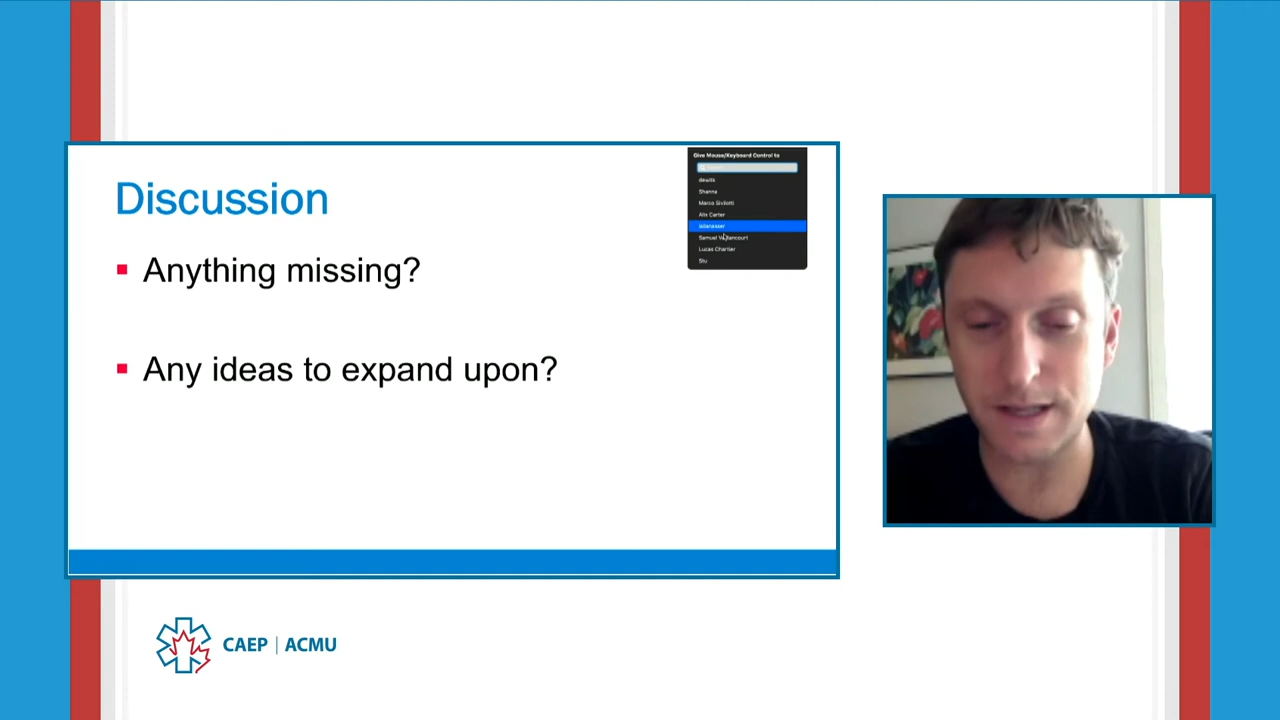 Discussion
Anything missing?
Any ideas to expand upon?
Give Mouse/Keyboard Control to
Shanna
Marco Sivilotti
Alix Carter
Lucas Chartier
Stu
CAEP | ACMU